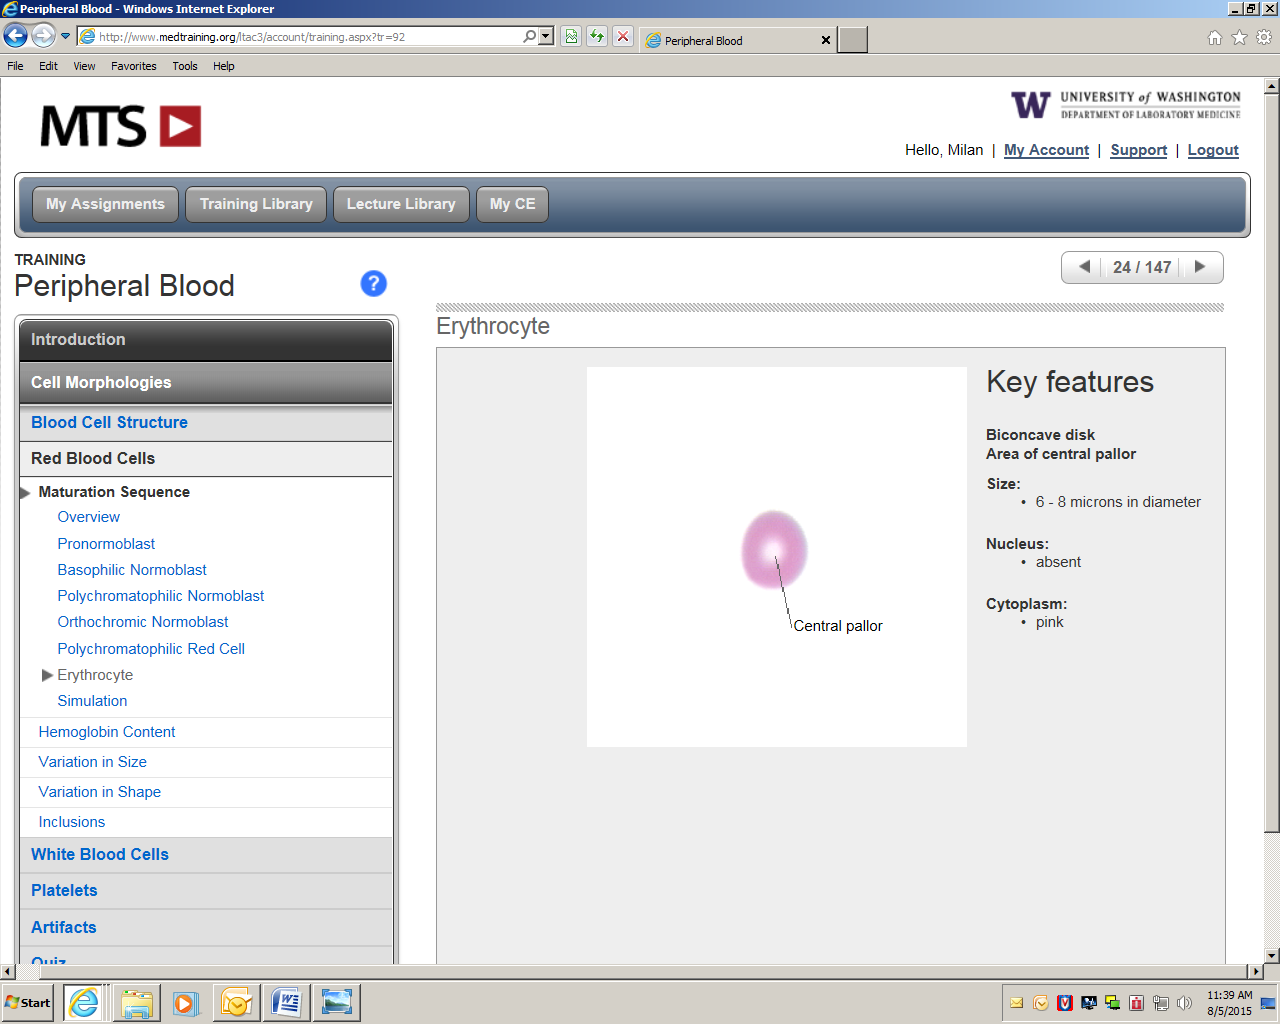 Peripheral Blood - Windows Internet Explorer
http://www.medtraining.org/ltac3/account/training.aspx?tr=92
Peripheral Blood
File Edit View Favorites Tools Help
MTS
W UNIVERSITY of WASHINGTON
DEPARTMENT OF LABORATORY MEDICINE
Hello, Milan | My Account | Support | Logout
My Assignments Training Library Lecture Library My CE
TRAINING
Peripheral Blood ?
24 / 147
Introduction
Cell Morphologies
Blood Cell Structure
Red Blood Cells
Maturation Sequence
Overview
Pronormoblast
Basophilic Normoblast
Polychromatophilic Normoblast
Orthochromic Normoblast
Polychromatophilic Red Cell
Erythrocyte
Simulation
Hemoglobin Content
Variation in Size
Variation in Shape
Inclusions
White Blood Cells
Platelets
Artifacts
Quiz
Erythrocyte
Central pallor
Key features
Biconcave disk
Area of central pallor
Size:
• 6 - 8 microns in diameter
Nucleus:
• absent
Cytoplasm:
• pink
Start
11:39 AM
8/5/2015